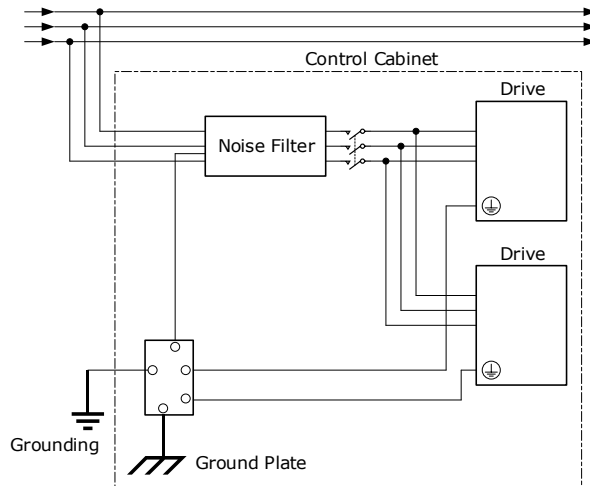 Control Cabinet
Drive
Noise Filter
Drive
Grounding
Ground Plate